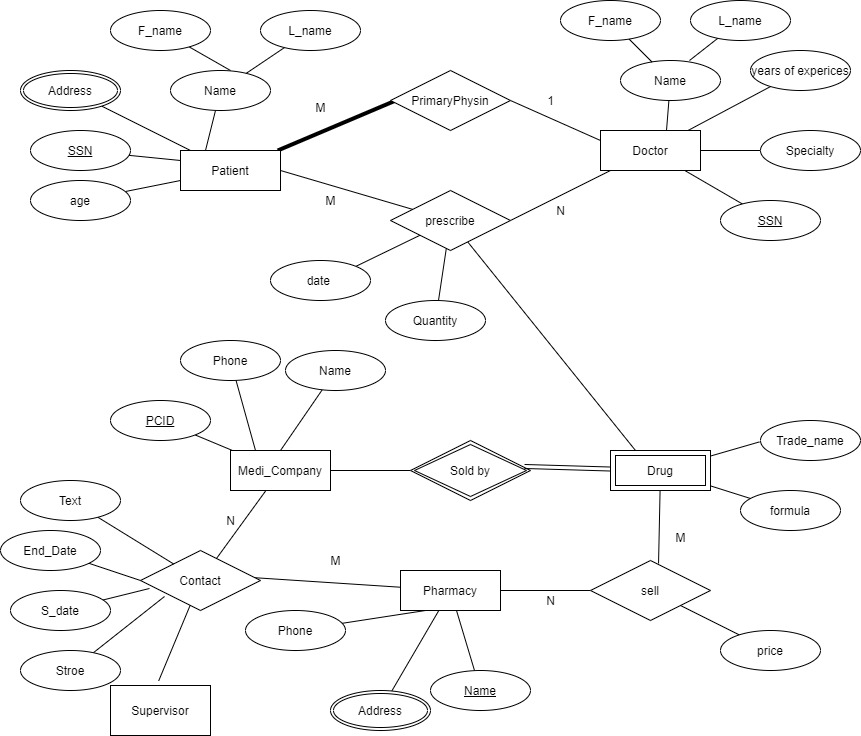 F_name
L_name
F_name
L_name
Address
Name
M
PrimaryPhysin
1
Name
years of experices
SSN
Patient
Doctor
Specialty
age
M
prescribe
N
SSN
date
Quantity
Phone
Name
PCID
Trade_name
Medi_Company
Sold by
Drug
Text
N
formula
End_Date
M
M
Contact
Pharmacy
N
sell
S_date
Phone
price
Stroe
Name
Supervisor
Address